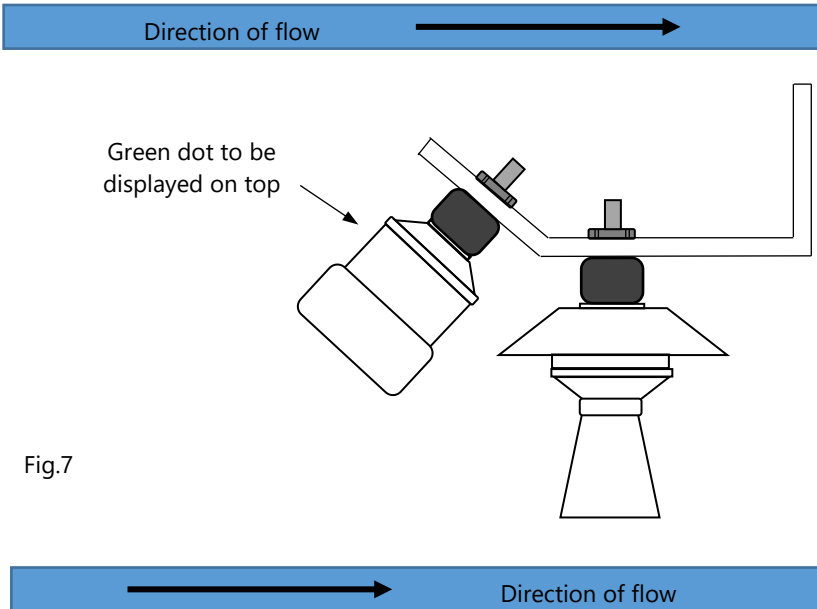 Direction of flow
Green dot to be
displayed on top
Fig.7
Direction of flow